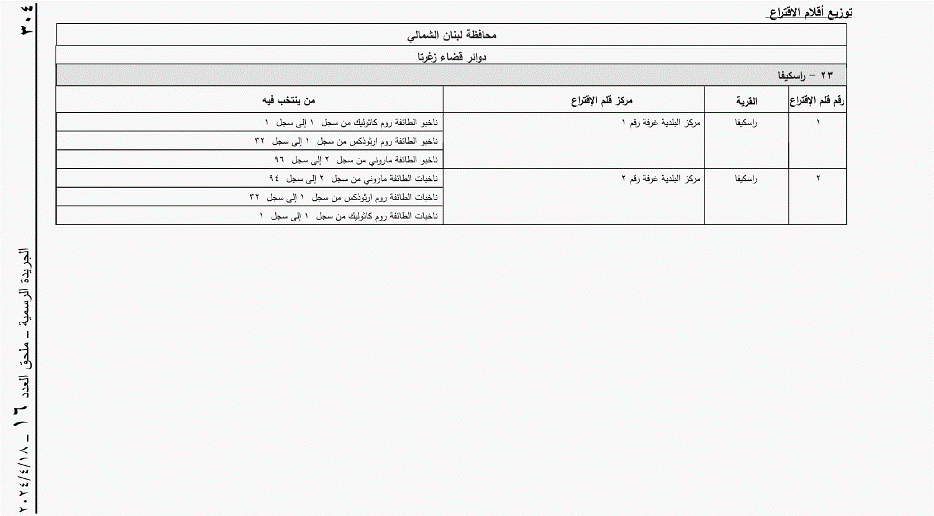 توزيع أقلام الاقتراع
محافظة لبنان الشمالي
دوائر قضاء زغرتا
٢٣ - راسكيفا
رقم قلم الإقتراع القرية مركز قلم الإقتراع من ينتخب فيه
١ راسكيفا مركز البلدية غرفة رقم ١ ناخبو الطائفة روم كاثوليك من سجل ١ إلى سجل ١
ناخبو الطائفة روم ارثوذكس من سجل ١ إلى سجل ٣٢
ناخبو الطائفة ماروني من سجل ٢ إلى سجل ٩٦
٢ راسكيفا مركز البلدية غرفة رقم ٢ ناخبات الطائفة ماروني من سجل ٢ إلى سجل ٩٤
ناخبات الطائفة روم ارثوذكس من سجل ١ إلى سجل ٣٢
ناخبات الطائفة روم كاثوليك من سجل ١ إلى سجل ١
٣٠٤
الجريدة الرسمية ـ ملحق العدد ١٦ ـ ٢٠٢٤/٤/١٨